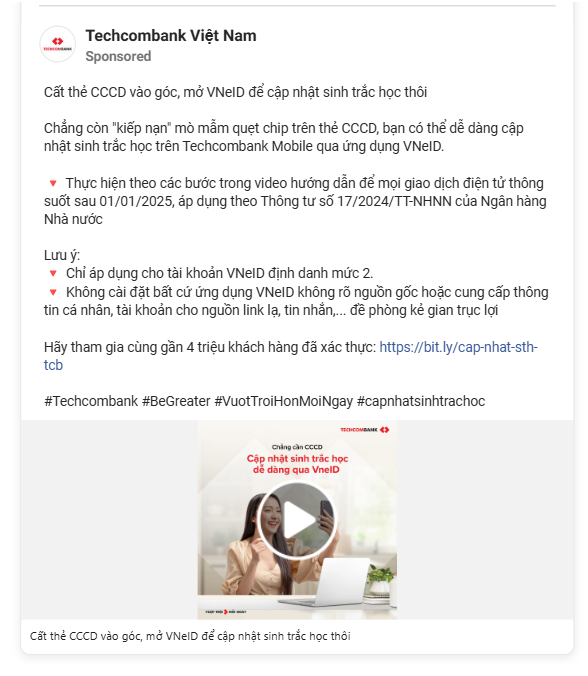 Techcombank Việt Nam
TECHCOMBANK
Sponsored
Cất thẻ CCCD vào góc, mở VNeID để cập nhật sinh trắc học thôi
Chẳng còn "kiếp nạn" mò mẫm quẹt chip trên thẻ CCCD, bạn có thể dễ dàng cập
nhật sinh trắc học trên Techcombank Mobile qua ứng dụng VNeID.
🔻 Thực hiện theo các bước trong video hướng dẫn để mọi giao dịch điện tử thông
suốt sau 01/01/2025, áp dụng theo Thông tư số 17/2024/TT-NHNN của Ngân hàng
Nhà nước
Lưu ý:
🔻 Chỉ áp dụng cho tài khoản VNeID định danh mức 2.
🔻 Không cài đặt bất cứ ứng dụng VNeID không rõ nguồn gốc hoặc cung cấp thông
tin cá nhân, tài khoản cho nguồn link lạ, tin nhắn,... đề phòng kẻ gian trục lợi
Hãy tham gia cùng gần 4 triệu khách hàng đã xác thực: https://bit.ly/cap-nhat-sth-
tcb
#Techcombank #BeGreater #VuotTroiHonMoiNgay #capnhatsinhtrachoc
TECHCOMBANK
Chẳng cần CCCD
Cập nhật sinh trắc học
dễ dàng qua VneID
VƯỢT TRỘI MỖI NGÀY
Cất thẻ CCCD vào góc, mở VNeID để cập nhật sinh trắc học thôi